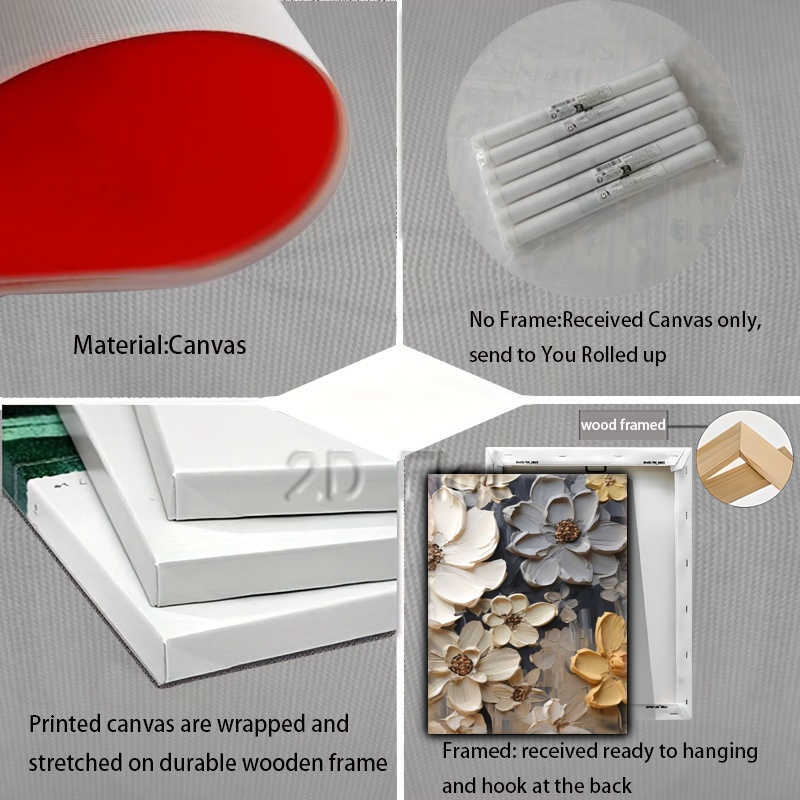 Material:Canvas
No Frame:Received Canvas only,
send to You Rolled up
2D
wood framed
Printed canvas are wrapped and
stretched on durable wooden frame
Framed: received ready to hanging
and hook at the back